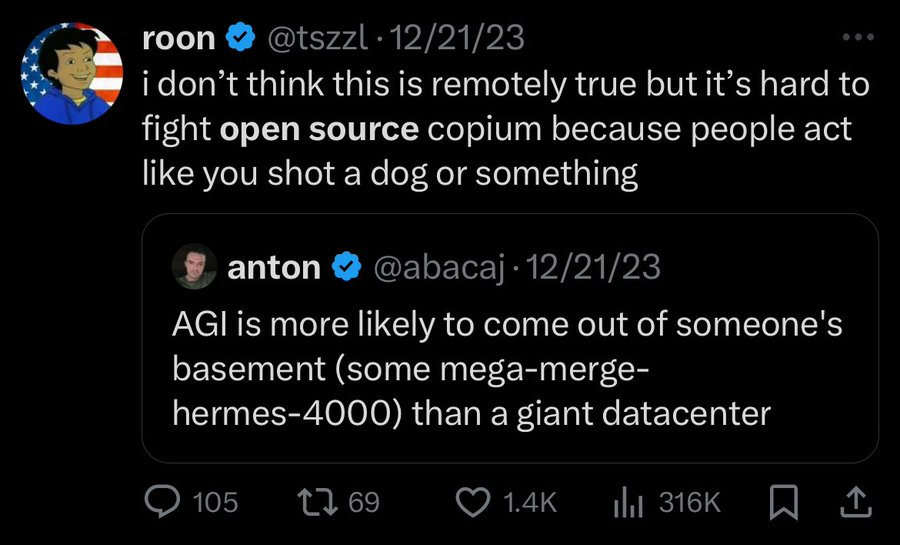 roon @tszzl · 12/21/23
i don’t think this is remotely true but it’s hard to
fight open source copium because people act
like you shot a dog or something
anton @abacaj · 12/21/23
AGI is more likely to come out of someone's
basement (some mega-merge-
hermes-4000) than a giant datacenter
105 69 1.4K 316K